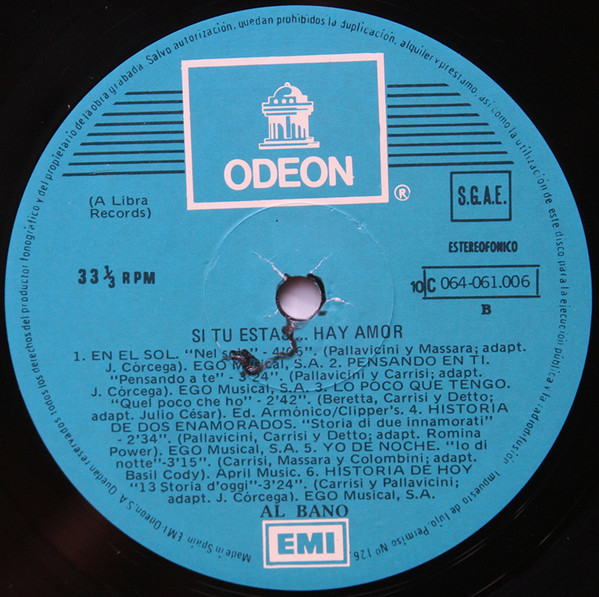 Salvo autorización, quedan prohibidos la duplicación, alquiler y préstamo, así como la utilización de este disco para la ejecución pública y la radiodifusión. Impuesto de lujo Permiso Nº 126
Made in Spain EMI-Odeon, S.A. Quedan reservados todos los derechos del productor fonográfico y del propietario de la obra grabada.
ODEON
®
(A Libra
Records)
S.G.A.E.
ESTEREOFONICO
33 1/3 RPM
10C 064-061.006
B
SI TU ESTAS... HAY AMOR
1. EN EL SOL. "Nel (Pallavicini y Massara; adapt.
J. Córcega). EGO Musical, S.A. 2. PENSANDO EN TI.
"Pensando a te" - 3'24". (Pallavicini y Carrisi; adapt.
J. Córcega). EGO Musical, S.A. 3. LO POCO QUE TENGO.
"Quel poco che ho" - 2'42". (Beretta, Carrisi y Detto;
adapt. Julio César). Ed. Armónico/Clipper's. 4. HISTORIA
DE DOS ENAMORADOS. "Storia di due innamorati"
- 2'34". (Pallavicini, Carrisi y Detto; adapt. Romina
Power). EGO Musical, S.A. 5. YO DE NOCHE. "Io di
notte"-3'15". (Carrisi, Massara y Colombini; adapt.
Basil Cody). April Music. 6. HISTORIA DE HOY
"13 Storia d'oggi"-3'24". (Carrisi y Pallavicini;
adapt. J. Córcega). EGO Musical, S.A.
AL BANO
EMI